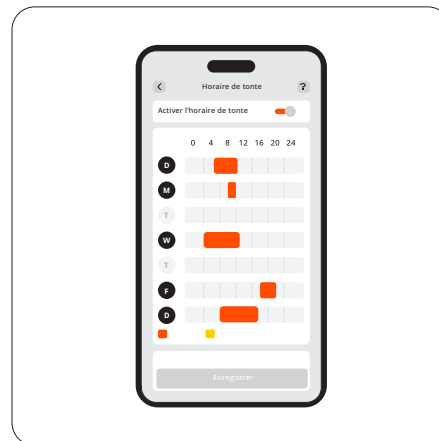 Horaire de tonte ?
Activer l'horaire de tonte
0 4 8 12 16 20 24
D
M
T
W
T
F
D
Enregistrer